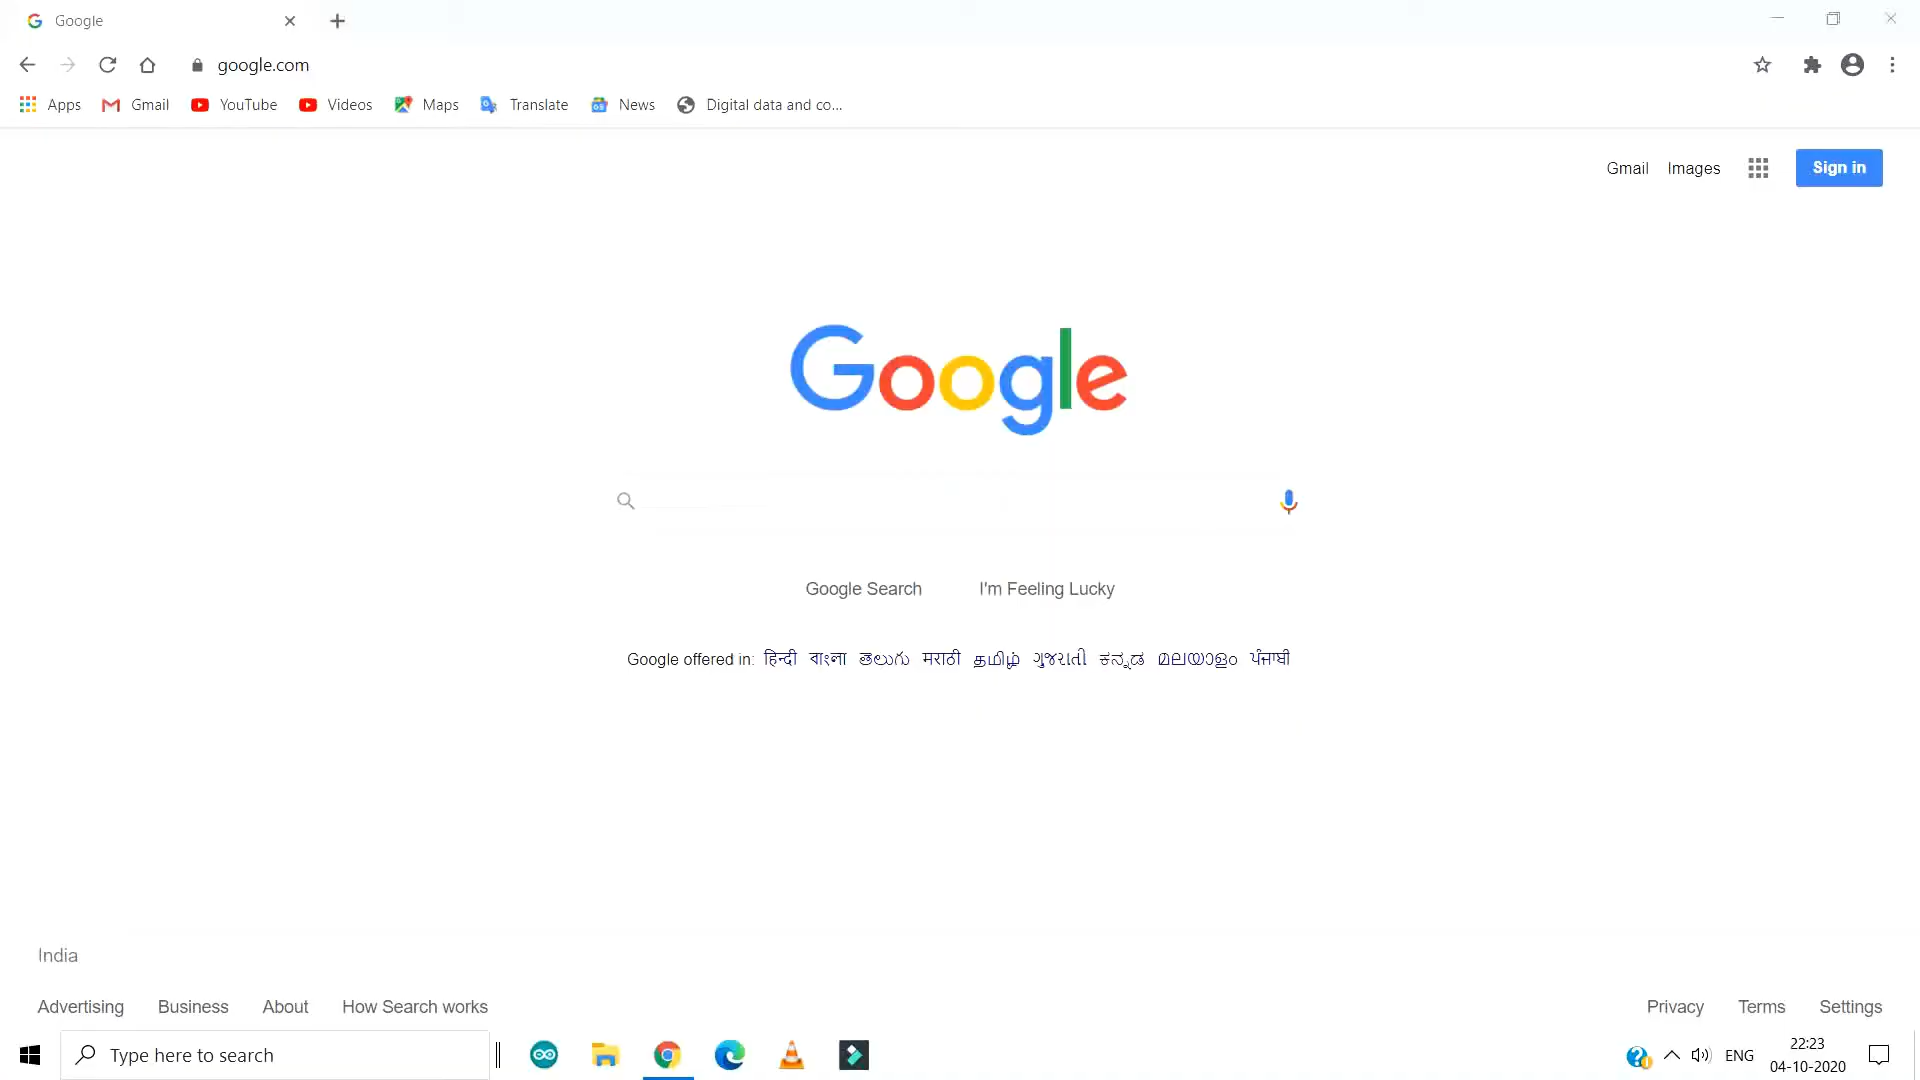 Google
google.com
Apps Gmail YouTube Videos Maps Translate News Digital data and co...
Gmail Images Sign in
Google
Google Search I'm Feeling Lucky
Google offered in: हिन्दी বাংলা తెలుగు मराठी தமிழ் ગુજરાતી ಕನ್ನಡ മലയാളം ਪੰਜਾਬੀ
India
Advertising Business About How Search works Privacy Terms Settings
Type here to search ENG 22:23
04-10-2020